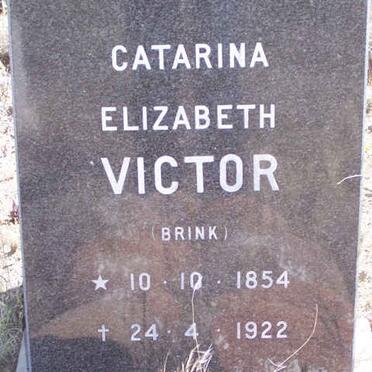 CATARINA
ELIZABETH
VICTOR
(BRINK)
★ 10·10·1854
† 24·4·1922